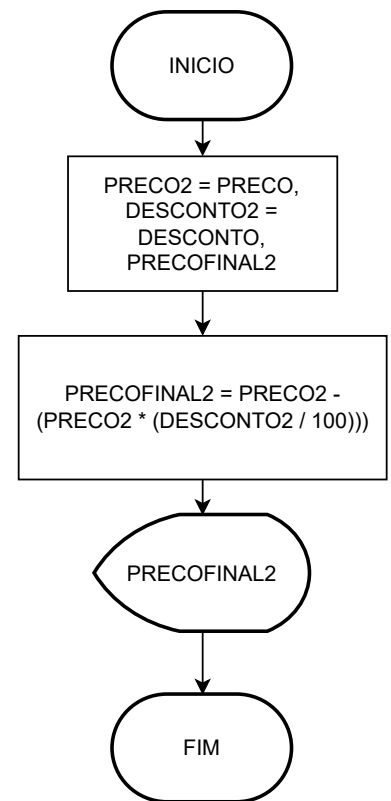 INICIO
PRECO2 = PRECO,
DESCONTO2 =
DESCONTO,
PRECOFINAL2
PRECOFINAL2 = PRECO2 -
(PRECO2 * (DESCONTO2 / 100)))
PRECOFINAL2
FIM